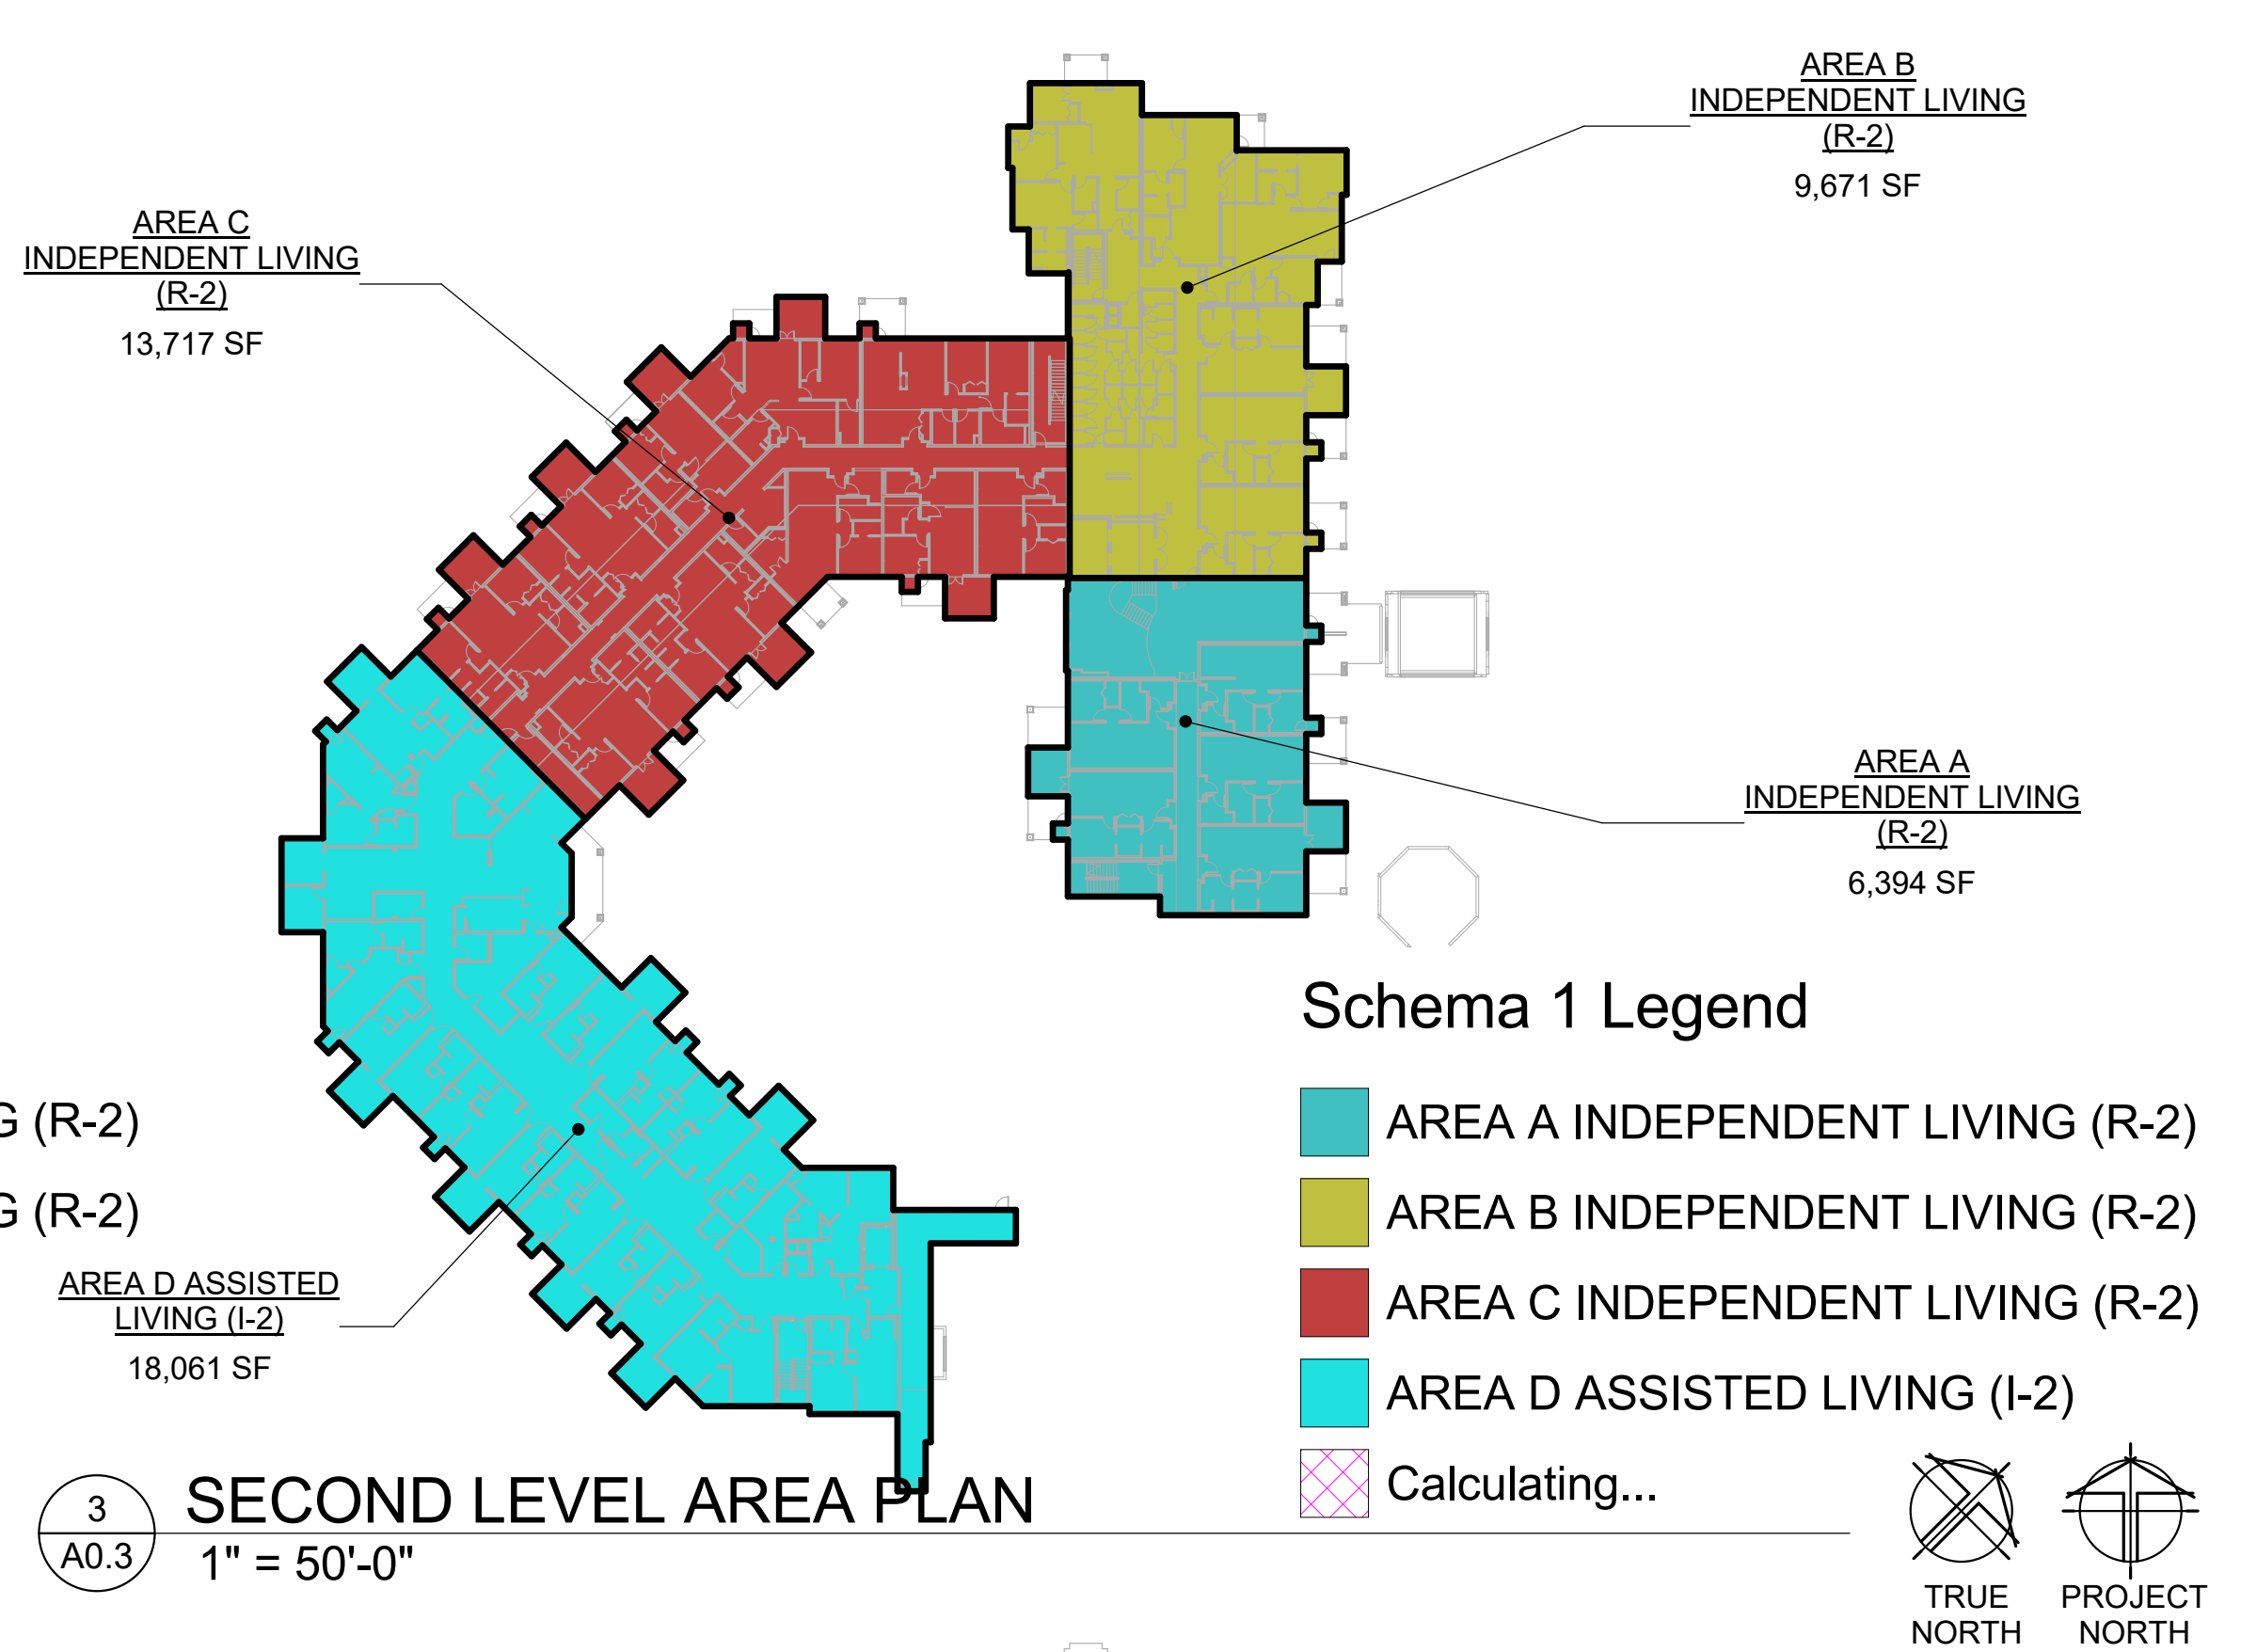 AREA B
INDEPENDENT LIVING
(R-2)
9,671 SF
AREA C
INDEPENDENT LIVING
(R-2)
13,717 SF
AREA A
INDEPENDENT LIVING
(R-2)
6,394 SF
Schema 1 Legend
AREA A INDEPENDENT LIVING (R-2)
AREA B INDEPENDENT LIVING (R-2)
AREA C INDEPENDENT LIVING (R-2)
AREA D ASSISTED LIVING (I-2)
Calculating...
G (R-2)
G (R-2)
AREA D ASSISTED
LIVING (I-2)
18,061 SF
3
A0.3
SECOND LEVEL AREA PLAN
1" = 50'-0"
TRUE
NORTH
PROJECT
NORTH